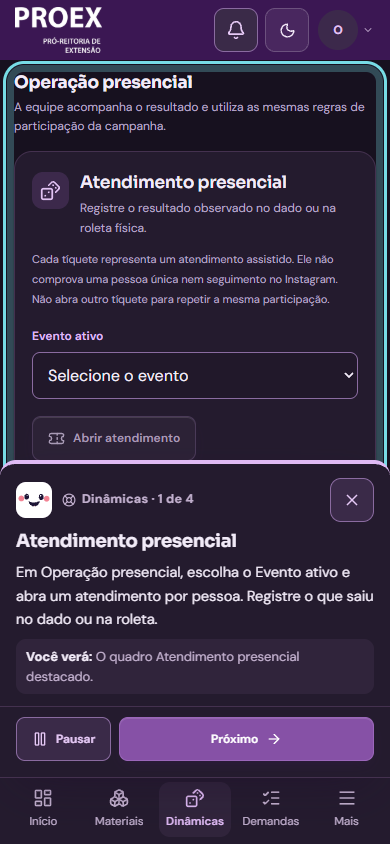 PROEX
PRÓ-REITORIA DE
EXTENSÃO
O
Operação presencial
A equipe acompanha o resultado e utiliza as mesmas regras de
participação da campanha.
Atendimento presencial
Registre o resultado observado no dado ou na
roleta física.
Cada tíquete representa um atendimento assistido. Ele não
comprova uma pessoa única nem seguimento no Instagram.
Não abra outro tíquete para repetir a mesma participação.
Evento ativo
Selecione o evento
Abrir atendimento
Dinâmicas · 1 de 4
Atendimento presencial
Em Operação presencial, escolha o Evento ativo e
abra um atendimento por pessoa. Registre o que saiu
no dado ou na roleta.
Você verá: O quadro Atendimento presencial
destacado.
Pausar
Próximo
Início
Materiais
Dinâmicas
Demandas
Mais